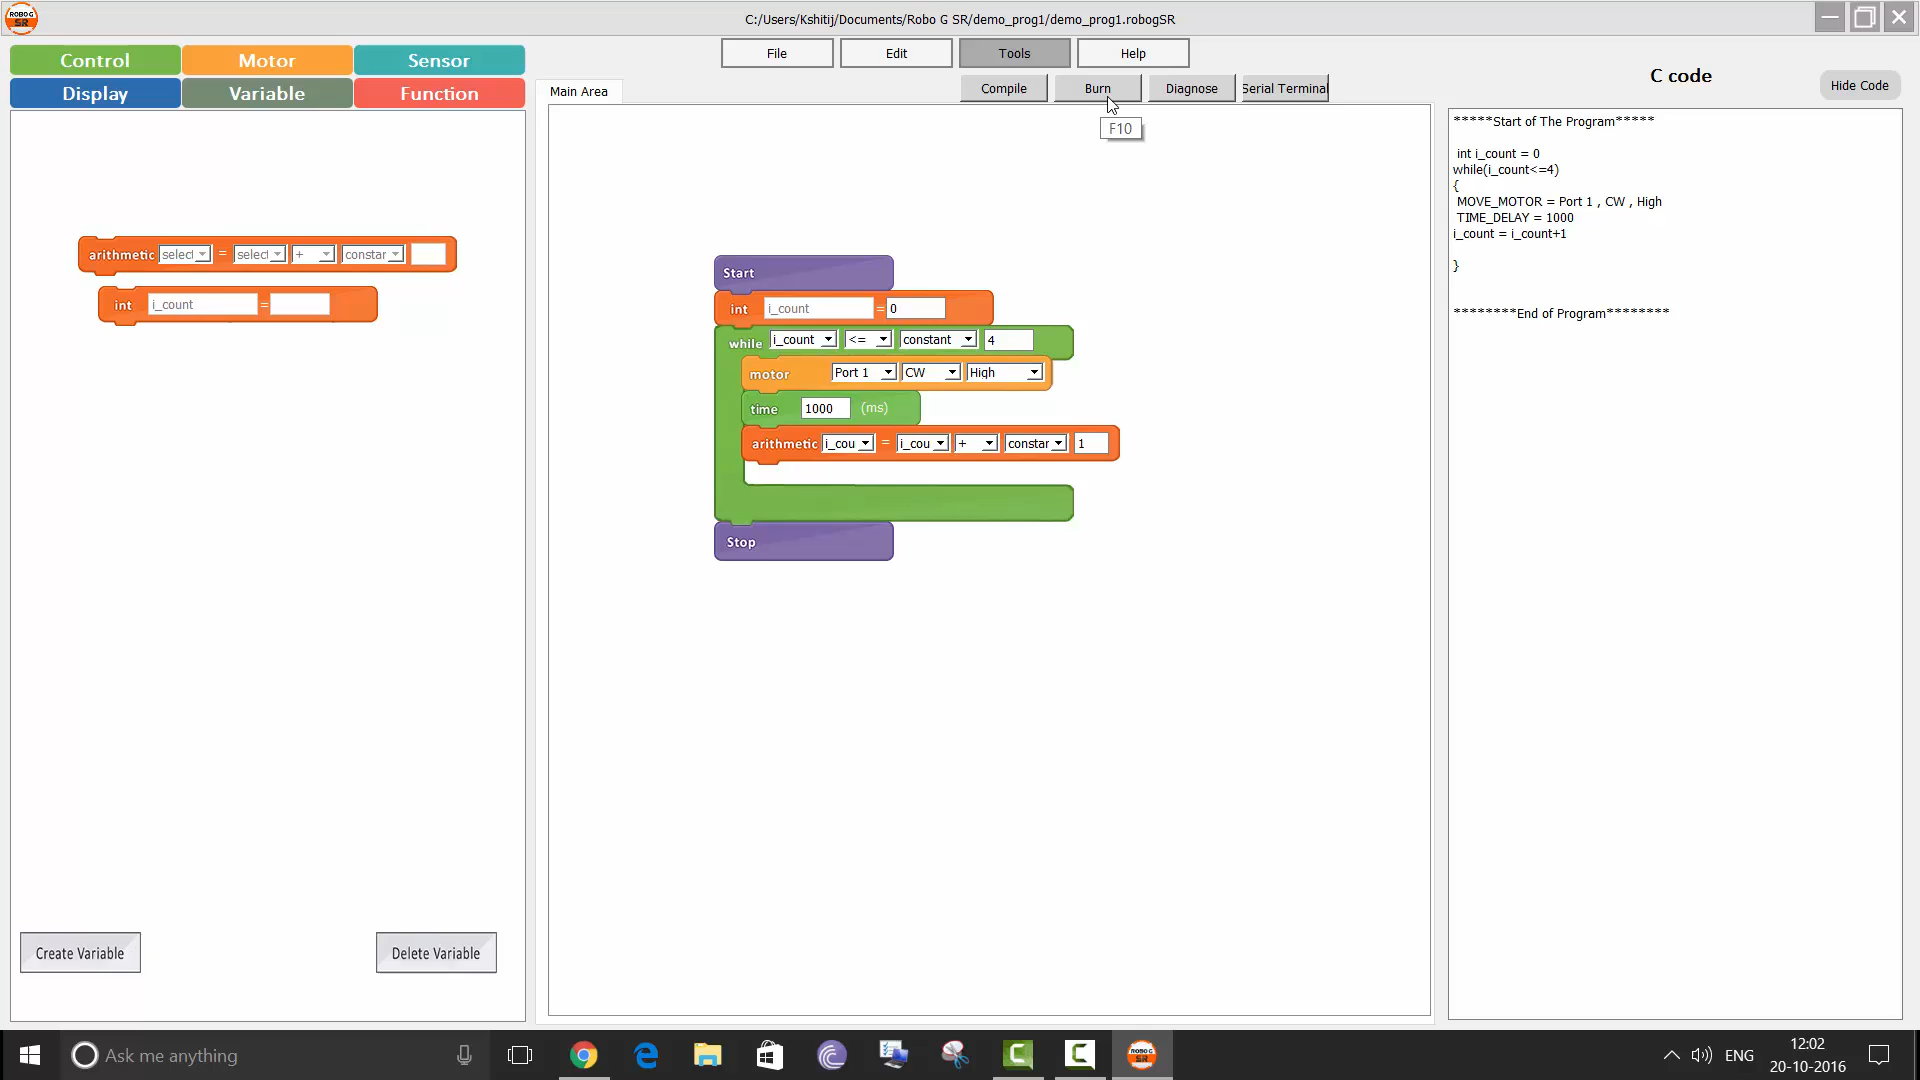 ROBO G
SR
C:/Users/Kshitij/Documents/Robo G SR/demo_prog1/demo_prog1.robogSR
File
Edit
Tools
Help
Control
Motor
Sensor
Display
Variable
Function
Main Area
Compile
Burn
Diagnose
Serial Terminal
F10
C code
Hide Code
arithmetic select = select + constar
int i_count =
Start
int i_count = 0
while i_count <= constant 4
motor Port 1 CW High
time 1000 (ms)
arithmetic i_cou = i_cou + constar 1
Stop
*****Start of The Program*****
int i_count = 0
while(i_count<=4)
{
MOVE_MOTOR = Port 1 , CW , High
TIME_DELAY = 1000
i_count = i_count+1
}
********End of Program********
Create Variable
Delete Variable
Ask me anything
ROBO G
SR
ENG
12:02
20-10-2016